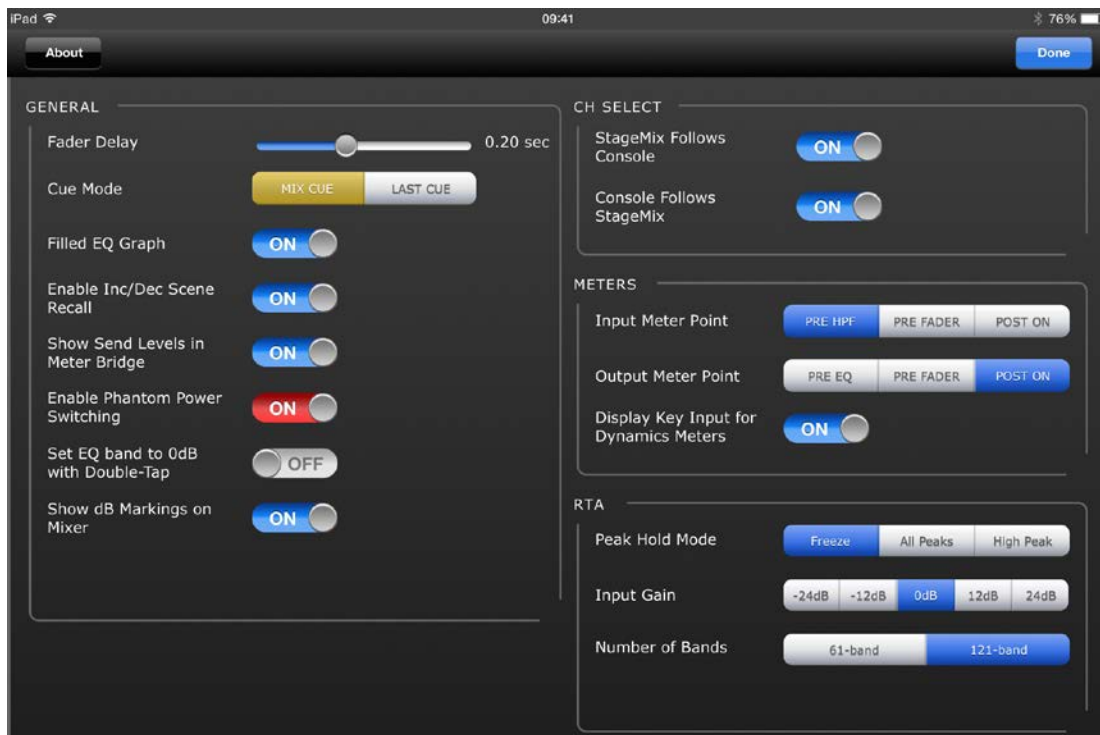 iPad 09:41 76%
About Done
GENERAL
Fader Delay 0.20 sec
Cue Mode MIX CUE LAST CUE
Filled EQ Graph ON
Enable Inc/Dec Scene
Recall ON
Show Send Levels in
Meter Bridge ON
Enable Phantom Power
Switching ON
Set EQ band to 0dB
with Double-Tap OFF
Show dB Markings on
Mixer ON
CH SELECT
StageMix Follows
Console ON
Console Follows
StageMix ON
METERS
Input Meter Point PRE HPF PRE FADER POST ON
Output Meter Point PRE EQ PRE FADER POST ON
Display Key Input for
Dynamics Meters ON
RTA
Peak Hold Mode Freeze All Peaks High Peak
Input Gain -24dB -12dB 0dB 12dB 24dB
Number of Bands 61-band 121-band